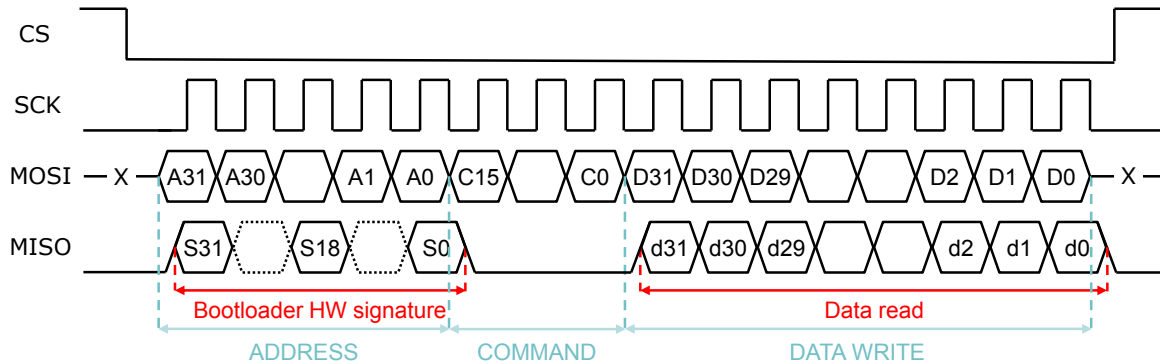 CS
SCK
MOSI X A31 A30 A1 A0 C15 C0 D31 D30 D29 D2 D1 D0 X
MISO S31 S18 S0 d31 d30 d29 d2 d1 d0
Bootloader HW signature Data read
ADDRESS COMMAND DATA WRITE